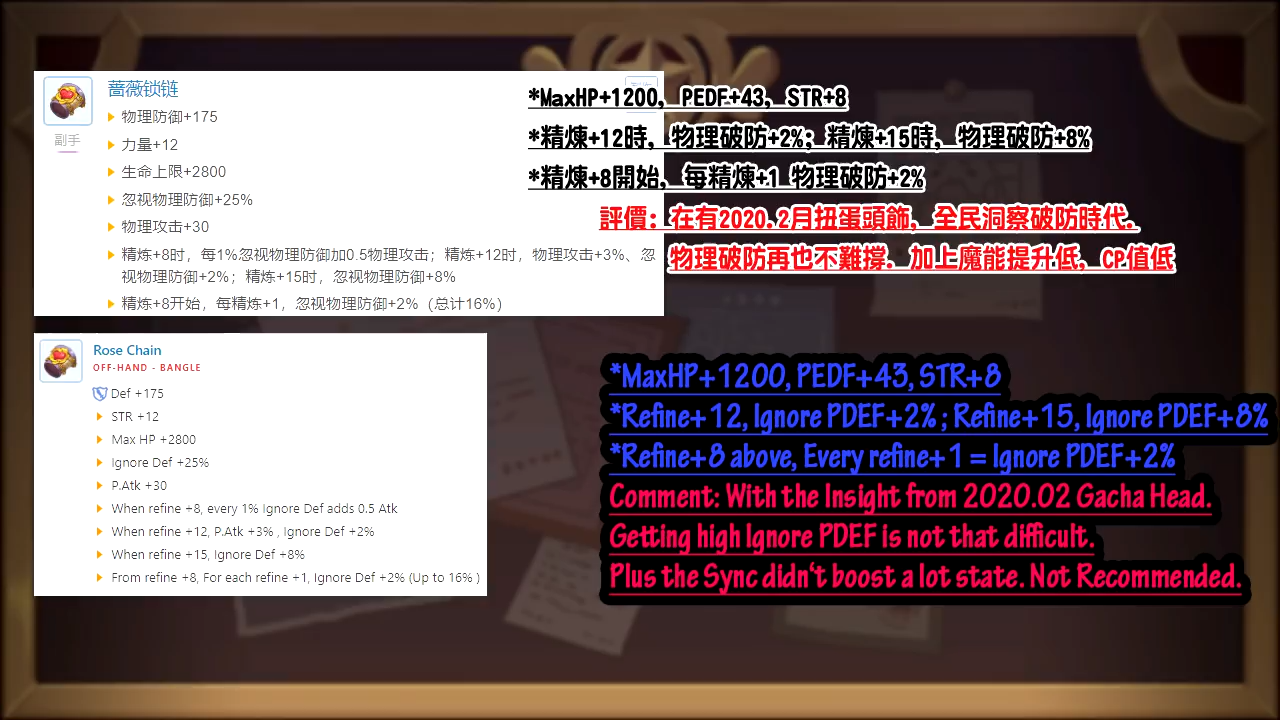 蔷薇锁链
副手
物理防御+175
力量+12
生命上限+2800
忽视物理防御+25%
物理攻击+30
精炼+8时，每1%忽视物理防御加0.5物理攻击；精炼+12时，物理攻击+3%、忽
视物理防御+2%；精炼+15时，忽视物理防御+8%
精炼+8开始，每精炼+1，忽视物理防御+2%（总计16%）
*MaxHP+1200, PEDF+43, STR+8
*精煉+12時, 物理破防+2%; 精煉+15時, 物理破防+8%
*精煉+8開始, 每精煉+1 物理破防+2%
評價: 在有2020.2月扭蛋頭飾, 全民洞察破防時代.
物理破防再也不難撐. 加上魔能提升低, CP值低
Rose Chain
OFF-HAND - BANGLE
Def +175
STR +12
Max HP +2800
Ignore Def +25%
P.Atk +30
When refine +8, every 1% Ignore Def adds 0.5 Atk
When refine +12, P.Atk +3% , Ignore Def +2%
When refine +15, Ignore Def +8%
From refine +8, For each refine +1, Ignore Def +2% (Up to 16% )
*MaxHP+1200, PEDF+43, STR+8
*Refine+12, Ignore PDEF+2% ; Refine+15, Ignore PDEF+8%
*Refine+8 above, Every refine+1 = Ignore PDEF+2%
Comment: With the Insight from 2020.02 Gacha Head.
Getting high Ignore PDEF is not that difficult.
Plus the Sync didn't boost a lot state. Not Recommended.